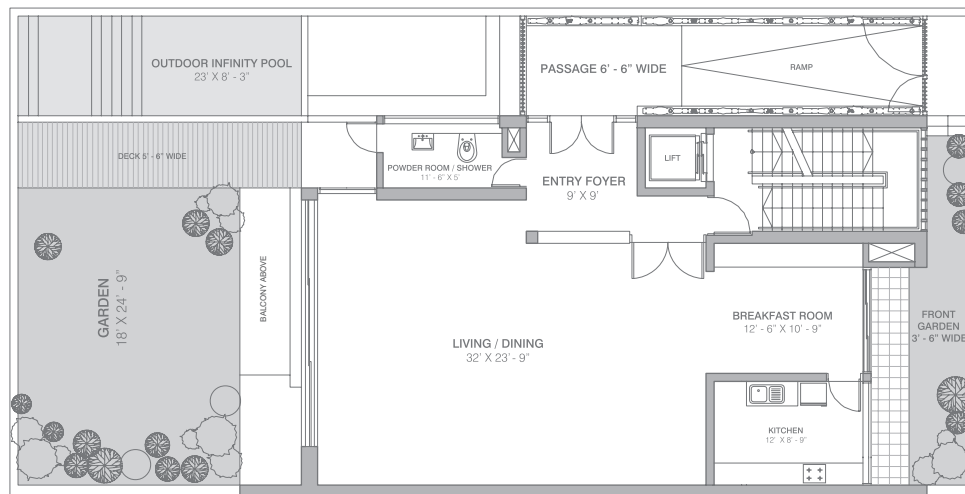 OUTDOOR INFINITY POOL
23' X 8' - 3"
PASSAGE 6' - 6" WIDE
RAMP
DECK 5' - 6" WIDE
POWDER ROOM / SHOWER
11' - 6" X 5'
ENTRY FOYER
9' X 9'
LIFT
GARDEN
18' X 24' - 9"
BALCONY ABOVE
LIVING / DINING
32' X 23' - 9"
BREAKFAST ROOM
12' - 6" X 10' - 9"
FRONT
GARDEN
3' - 6" WIDE
KITCHEN
12' X 8' - 9"